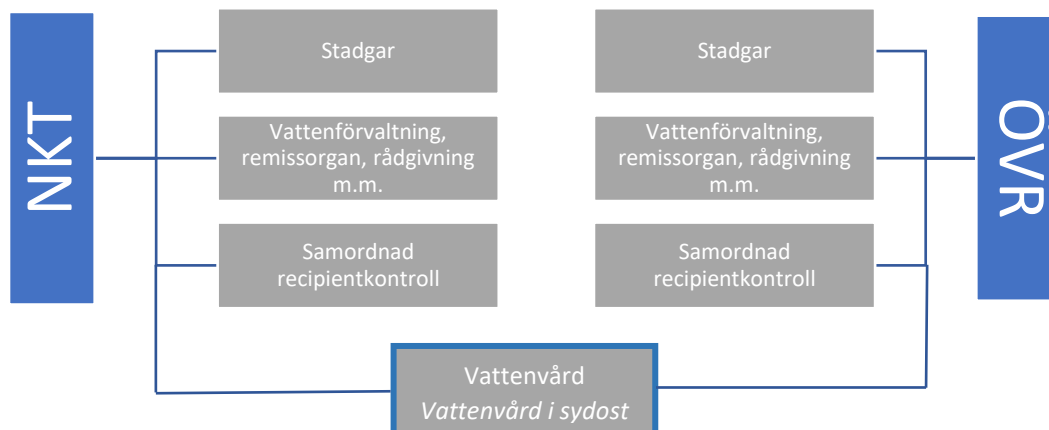 NKT
Stadgar
Vattenförvaltning,
remissorgan, rådgivning
m.m.
Samordnad
recipientkontroll
Stadgar
Vattenförvaltning,
remissorgan, rådgivning
m.m.
Samordnad
recipientkontroll
ÖVR
Vattenvård
Vattenvård i sydost